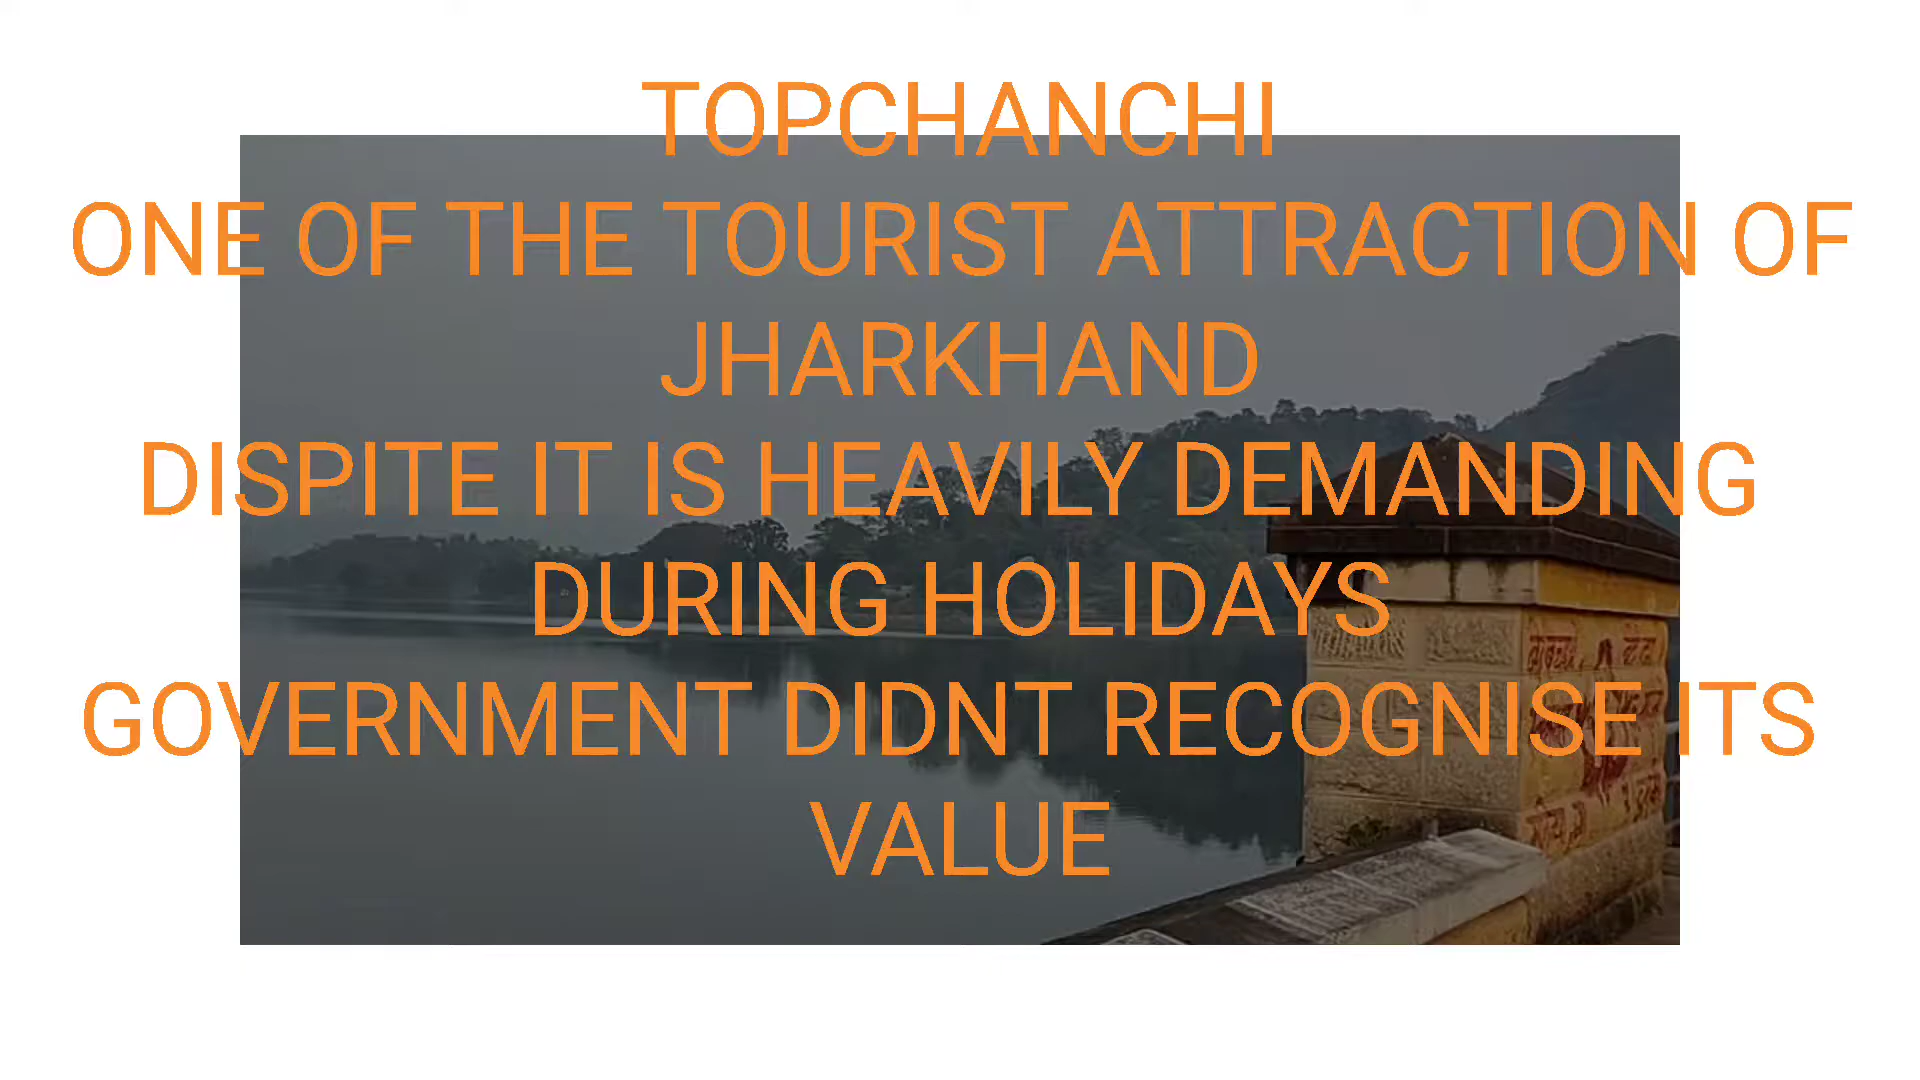 TOPCHANCHI
ONE OF THE TOURIST ATTRACTION OF
JHARKHAND
DISPITE IT IS HEAVILY DEMANDING
DURING HOLIDAYS
GOVERNMENT DIDNT RECOGNISE ITS
VALUE